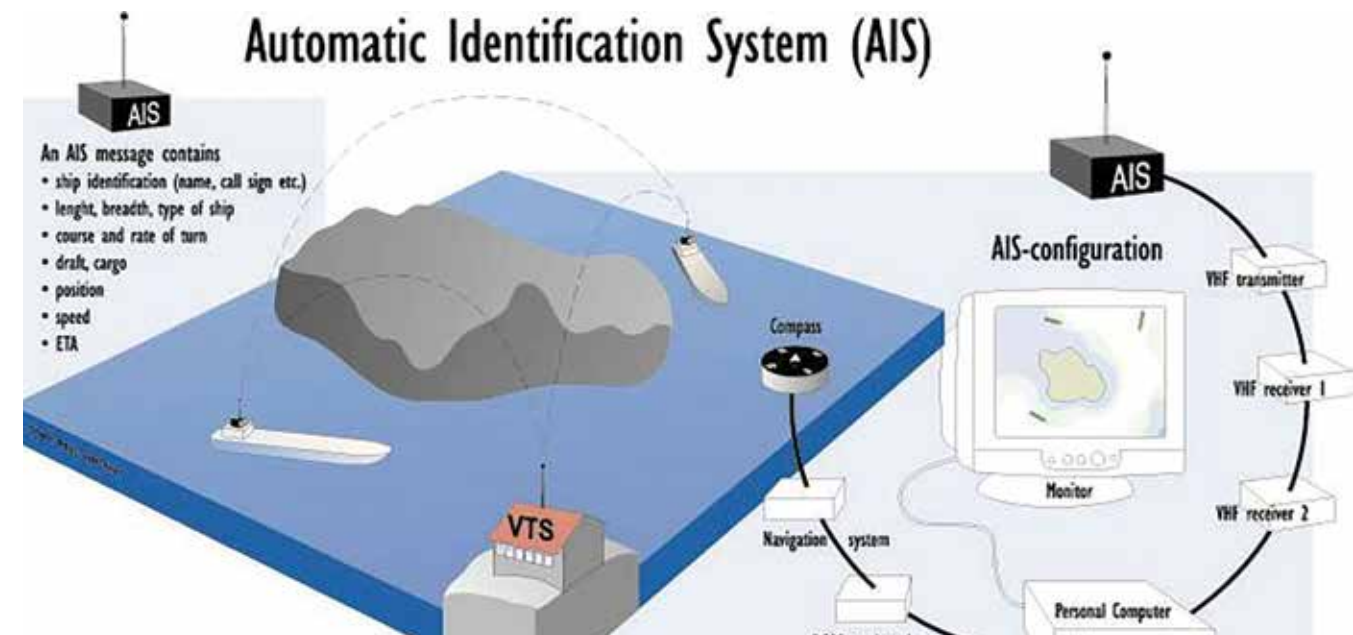 Automatic Identification System (AIS)
AIS
An AIS message contains
• ship identification (name, call sign etc.)
• lenght, breadth, type of ship
• course and rate of turn
• draft, cargo
• position
• speed
• ETA
VTS
AIS
AIS-configuration
VHF transmitter
VHF receiver 1
VHF receiver 2
Compass
Monitor
Navigation system
Personal Computer